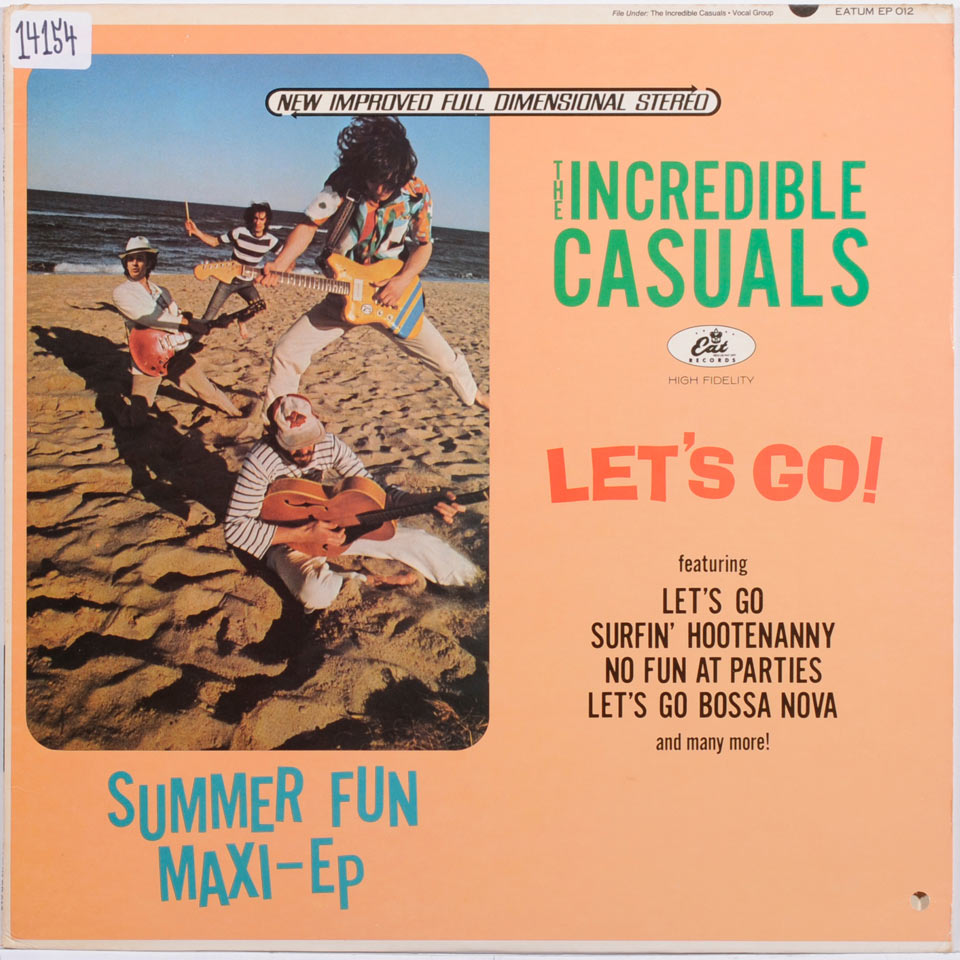 14154
File Under: The Incredible Casuals • Vocal Group
EATUM EP 012
NEW IMPROVED FULL DIMENSIONAL STEREO
THE INCREDIBLE
CASUALS
Eat
RECORDS
HIGH FIDELITY
LET'S GO!
featuring
LET'S GO
SURFIN' HOOTENANNY
NO FUN AT PARTIES
LET'S GO BOSSA NOVA
and many more!
SUMMER FUN
MAXI-EP